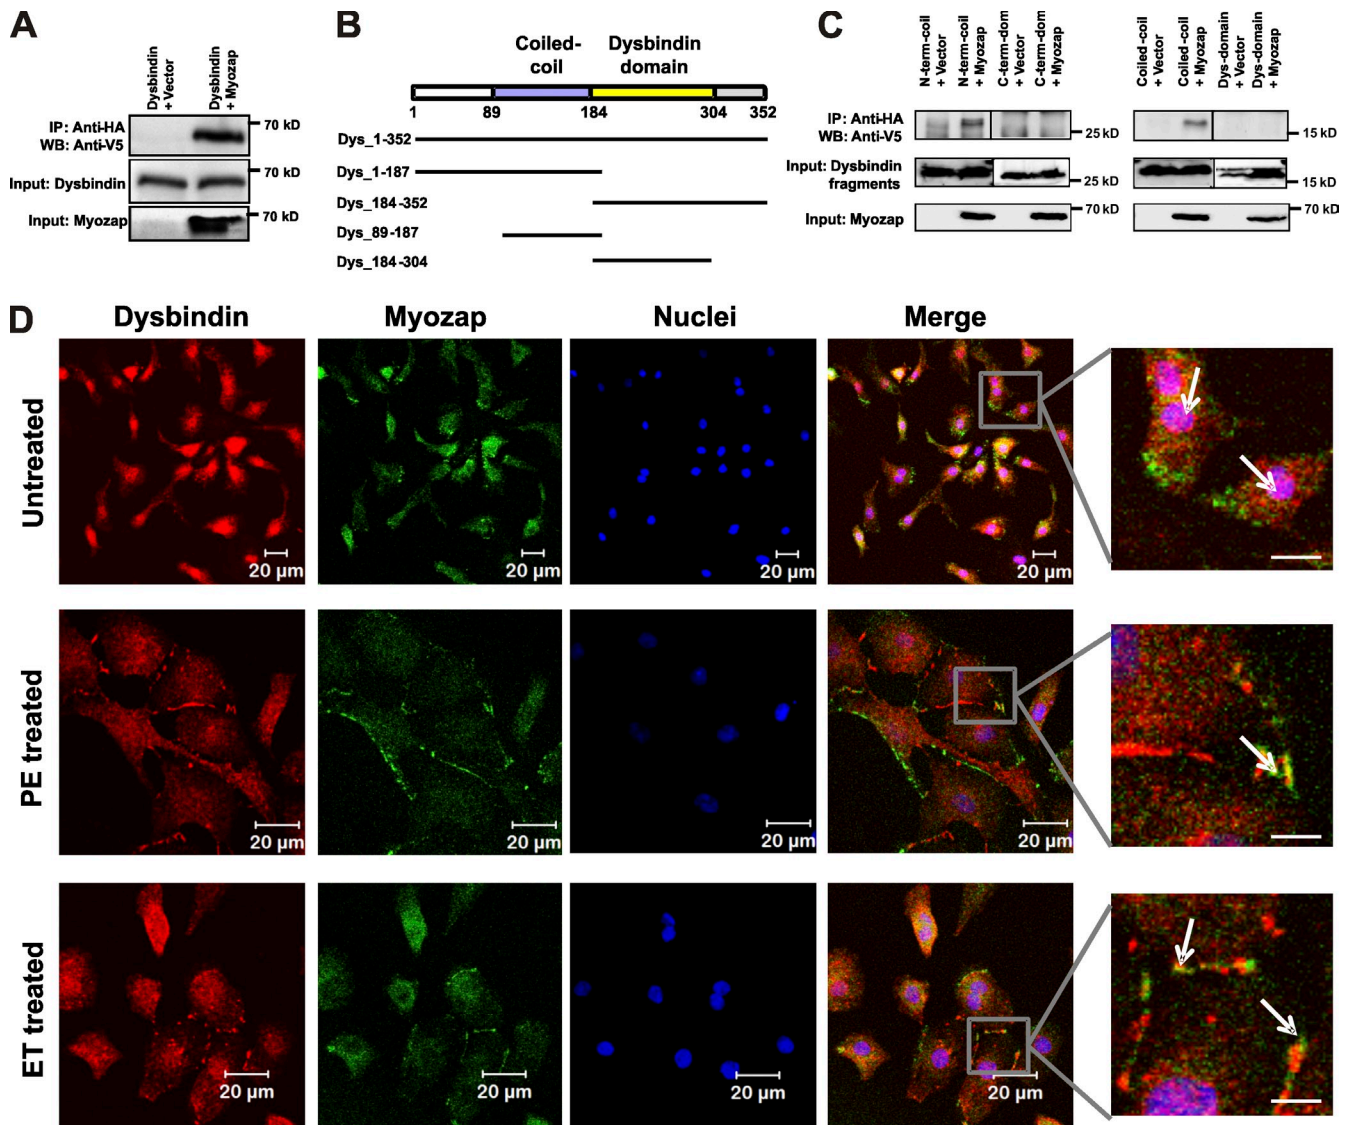 A
Dysbindin
+ Vector
Dysbindin
+ Myozap
IP: Anti-HA
WB: Anti-V5
70 kD
Input: Dysbindin
70 kD
Input: Myozap
70 kD
B
Coiled-
coil
Dysbindin
domain
1 89 184 304 352
Dys_1-352
Dys_1-187
Dys_184-352
Dys_89-187
Dys_184-304
C
N-term-coil
+ Vector
N-term-coil
+ Myozap
C-term-dom
+ Vector
C-term-dom
+ Myozap
Coiled-coil
+ Vector
Coiled-coil
+ Myozap
Dys-domain
+ Vector
Dys-domain
+ Myozap
IP: Anti-HA
WB: Anti-V5
25 kD
15 kD
Input: Dysbindin
fragments
25 kD
15 kD
Input: Myozap
70 kD
70 kD
D
Dysbindin Myozap Nuclei Merge
Untreated
20 µm 20 µm 20 µm 20 µm
PE treated
20 µm 20 µm 20 µm 20 µm
ET treated
20 µm 20 µm 20 µm 20 µm